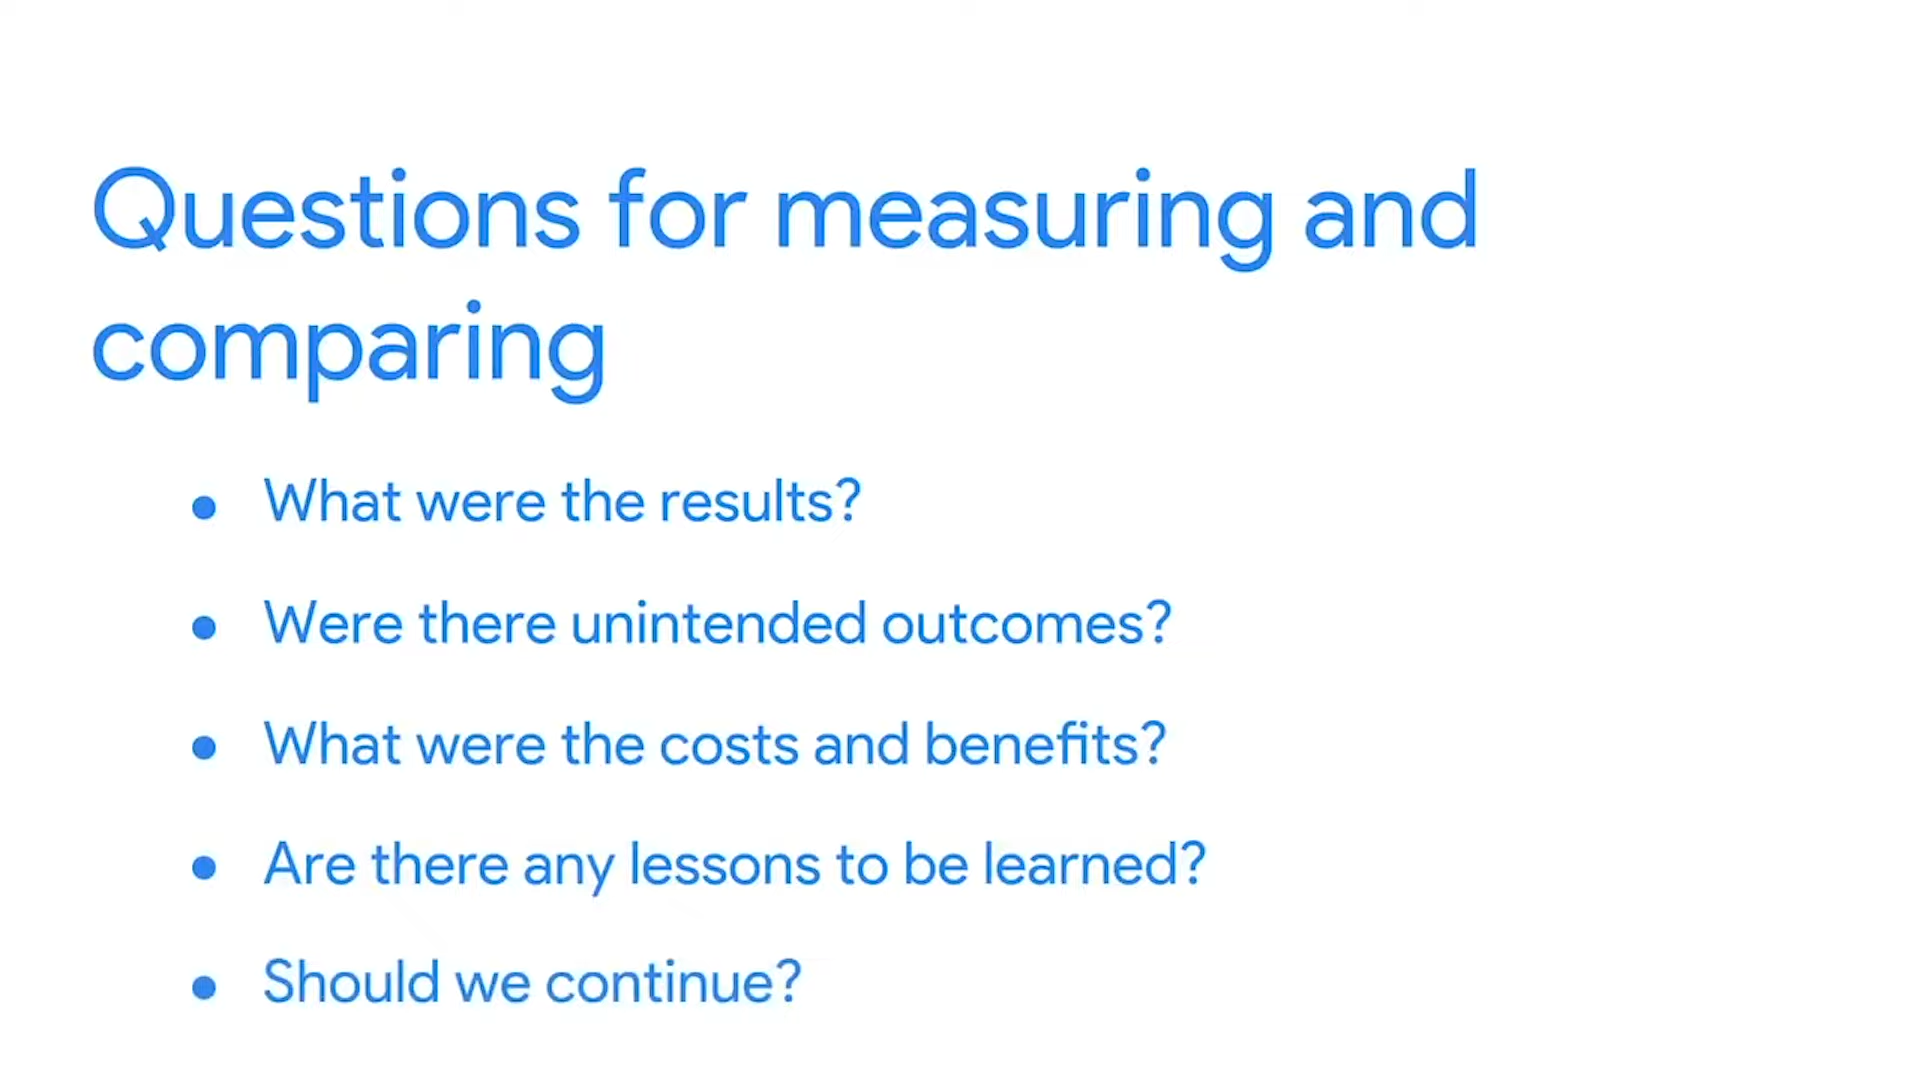 Questions for measuring and
comparing
● What were the results?
● Were there unintended outcomes?
● What were the costs and benefits?
● Are there any lessons to be learned?
● Should we continue?